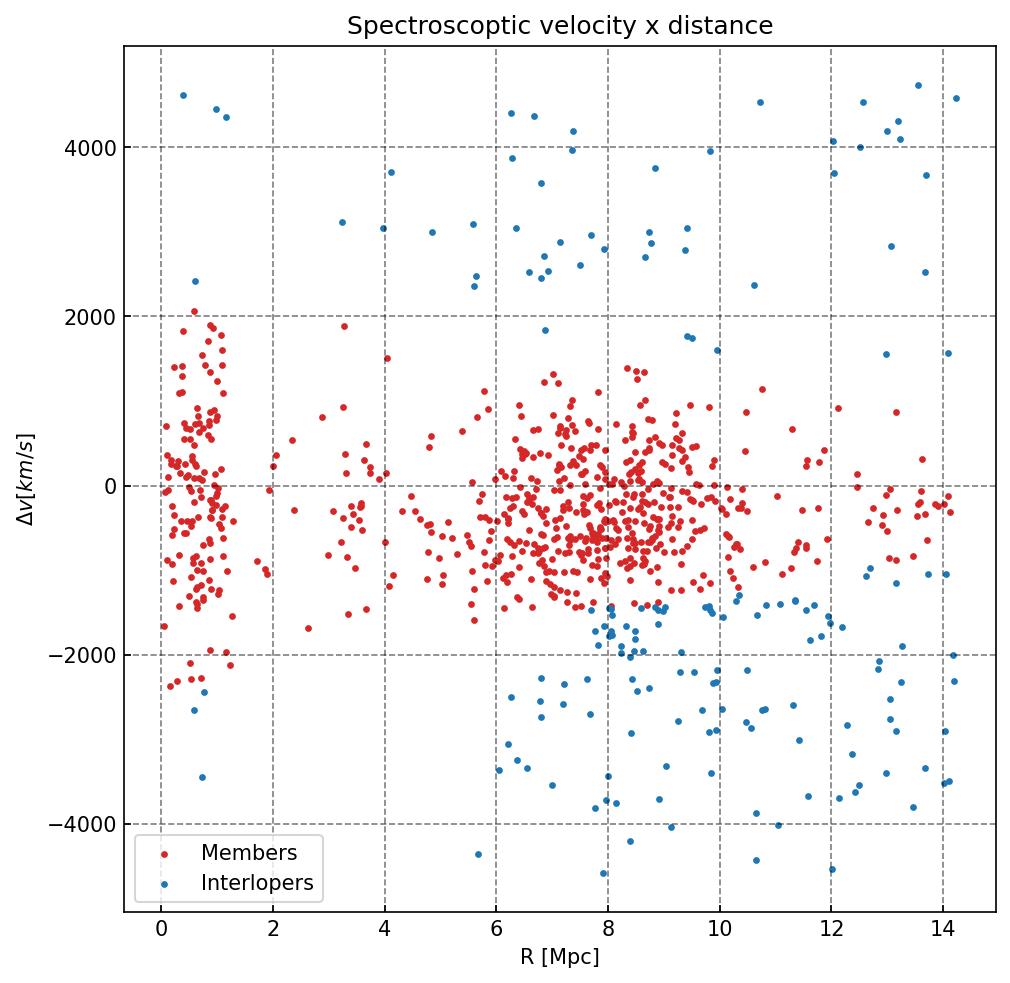 Spectroscoptic velocity x distance
4000
2000
0
−2000
−4000
Δv[km/s]
Members
Interlopers
0 2 4 6 8 10 12 14
R [Mpc]